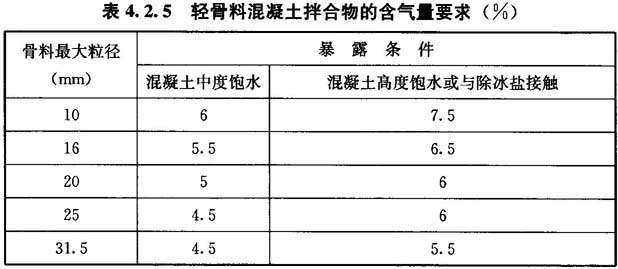 表 4.2.5 轻骨料混凝土拌合物的含气量要求（%）
骨料最大粒径
（mm）
暴露条件
混凝土中度饱水 混凝土高度饱水或与除冰盐接触
10 6 7.5
16 5.5 6.5
20 5 6
25 4.5 6
31.5 4.5 5.5